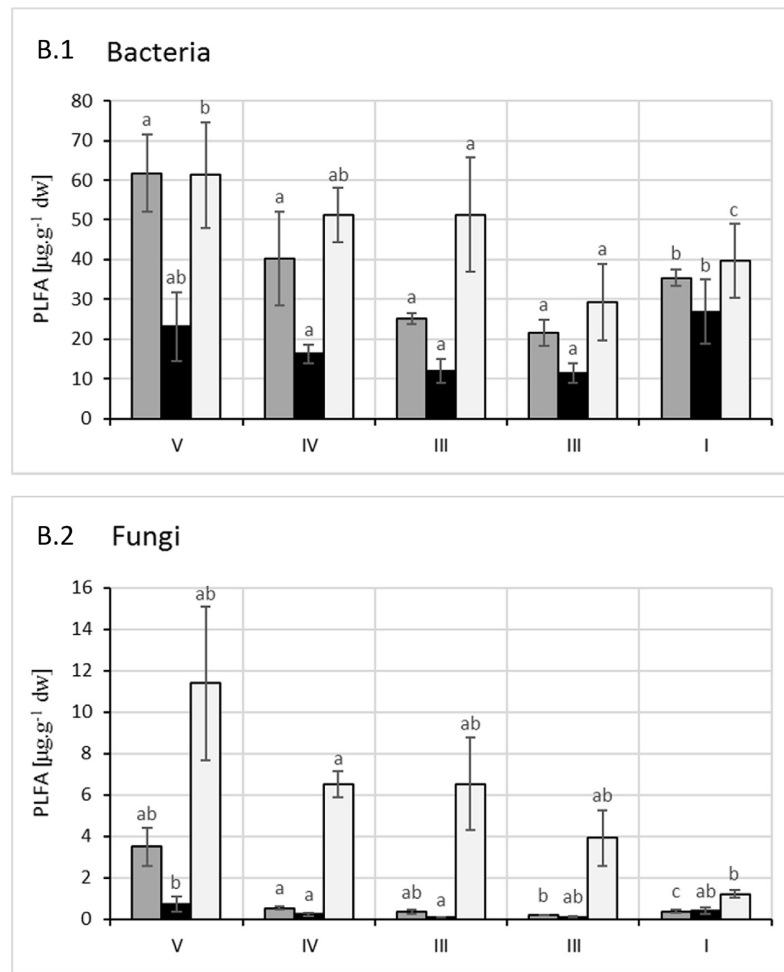 B.1 Bacteria
80
70
60
50
40
30
20
10
0
PLFA [µg.g⁻¹ dw]
a ab b
a a ab
a a a
a a a
b b c
V IV III III I
B.2 Fungi
16
14
12
10
8
6
4
2
0
PLFA [µg.g⁻¹ dw]
ab b ab
a a a
ab a ab
b ab ab
c ab b
V IV III III I